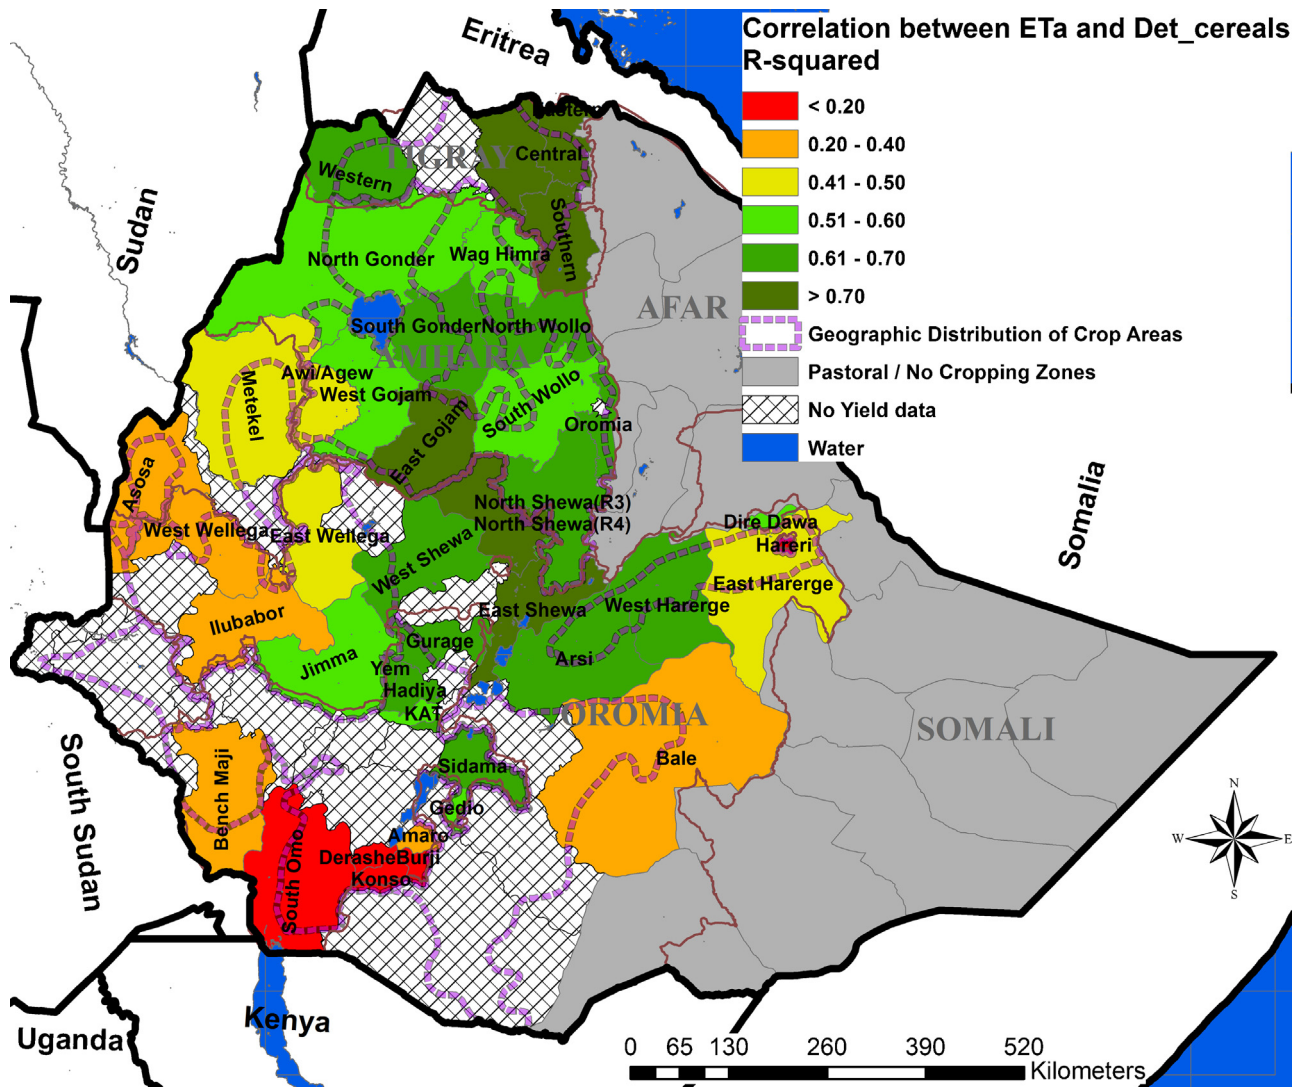 Correlation between ETa and Det_cereals
R-squared
< 0.20
0.20 - 0.40
0.41 - 0.50
0.51 - 0.60
0.61 - 0.70
> 0.70
Geographic Distribution of Crop Areas
Pastoral / No Cropping Zones
No Yield data
Water
Eritrea
Sudan
Somalia
South Sudan
Uganda
Kenya
TIGRAY
AFAR
AMHARA
OROMIA
SOMALI
Eastern
Central
Western
Southern
North Gonder
Wag Himra
South Gonder
North Wollo
Awi/Agew
West Gojam
Metekel
South Wollo
Oromia
East Gojam
Asosa
North Shewa(R3)
North Shewa(R4)
West Wellega
East Wellega
West Shewa
Dire Dawa
Hareri
East Harerge
West Harerge
East Shewa
Ilubabor
Gurage
Arsi
Jimma
Yem
Hadiya
KAT
Sidama
Bale
Bench Maji
Gedio
Amaro
Derashe
Burji
Konso
South Omo
N
W
E
S
0 65 130 260 390 520
Kilometers